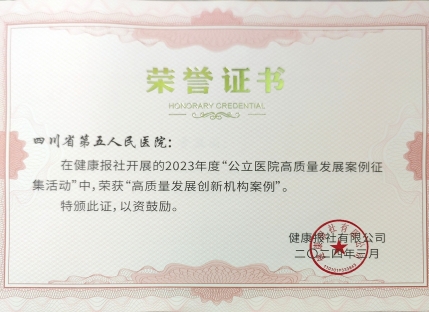 荣誉证书
HONORARY CREDENTIAL
四川省第五人民医院：
在健康报社开展的2023年度“公立医院高质量发展案例征
集活动”中，荣获“高质量发展创新机构案例”。
特颁此证，以资鼓励。
健康报社有限公司
二〇二四年三月